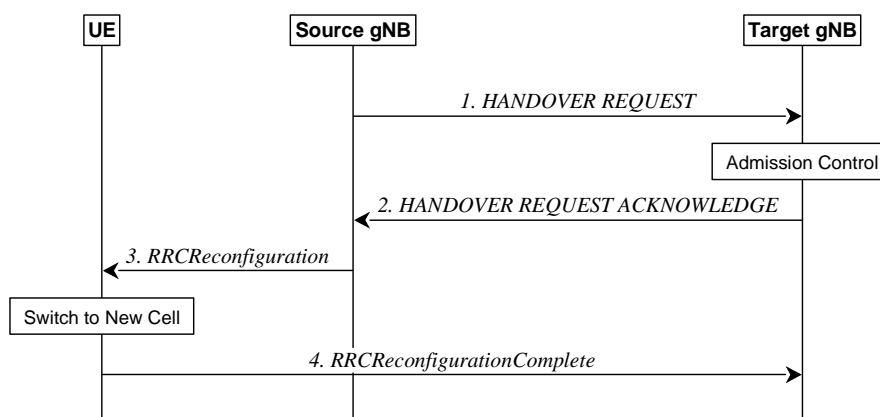 UE Source gNB Target gNB
1. HANDOVER REQUEST
Admission Control
2. HANDOVER REQUEST ACKNOWLEDGE
3. RRCReconfiguration
Switch to New Cell
4. RRCReconfigurationComplete